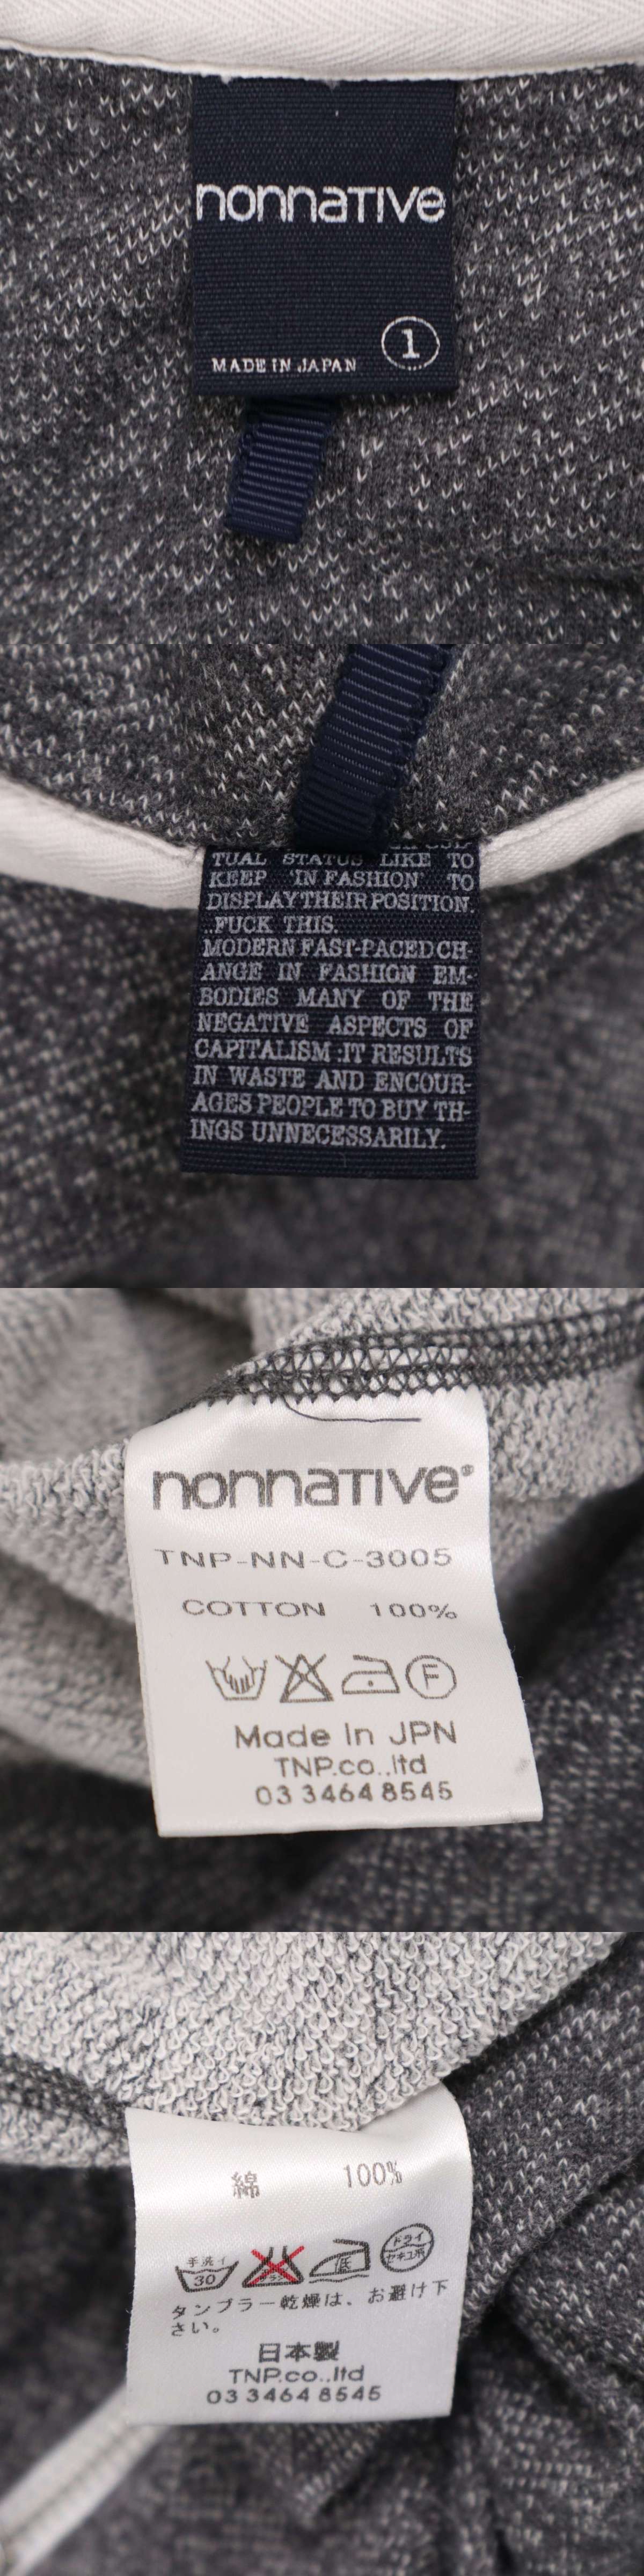 nonnative
1
MADE IN JAPAN
TUAL STATUS LIKE TO
KEEP 'IN FASHION' TO
DISPLAY THEIR POSITION.
.FUCK THIS.
MODERN FAST-PACED CH-
ANGE IN FASHION EM-
BODIES MANY OF THE
NEGATIVE ASPECTS OF
CAPITALISM :IT RESULTS
IN WASTE AND ENCOUR-
AGES PEOPLE TO BUY TH-
INGS UNNECESSARILY.
nonnative®
TNP-NN-C-3005
COTTON 100%
F
Made In JPN
TNP.co.,ltd
03 3464 8545
綿 100%
手洗イ
30
低
ドライ
セキユ系
タンブラー乾燥は、お避け下
さい。
日本製
TNP.co.,ltd
03 3464 8545